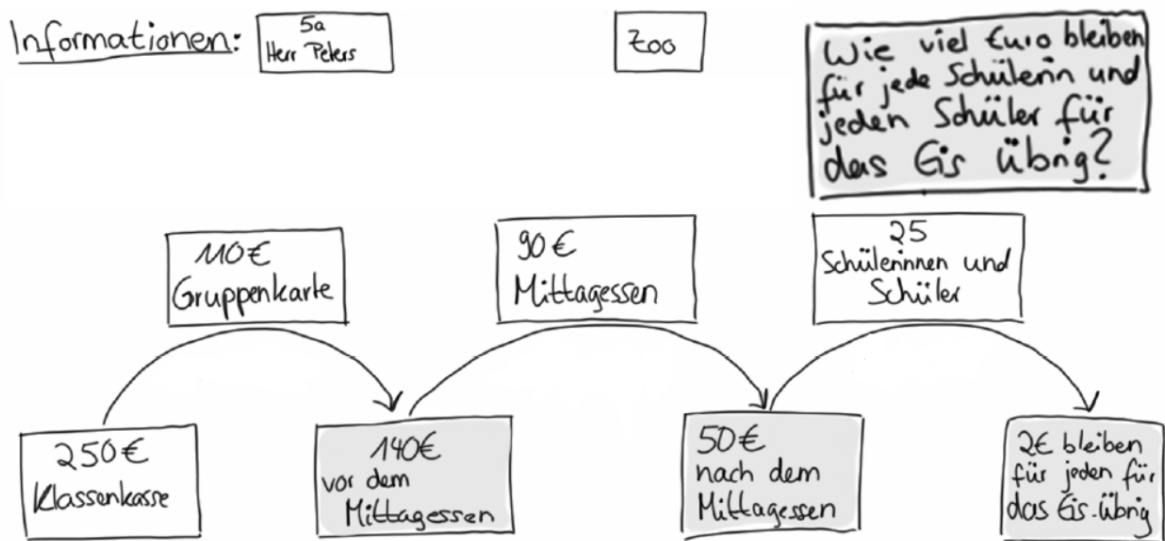 Informationen:
5a
Herr Peters
Zoo
Wie viel Euro bleiben
für jede Schülerin und
jeden Schüler für
das Eis übrig?
110€
Gruppenkarte
90€
Mittagessen
25
Schülerinnen und
Schüler
250€
Klassenkasse
140€
vor dem
Mittagessen
50€
nach dem
Mittagessen
2€ bleiben
für jeden für
das Eis übrig